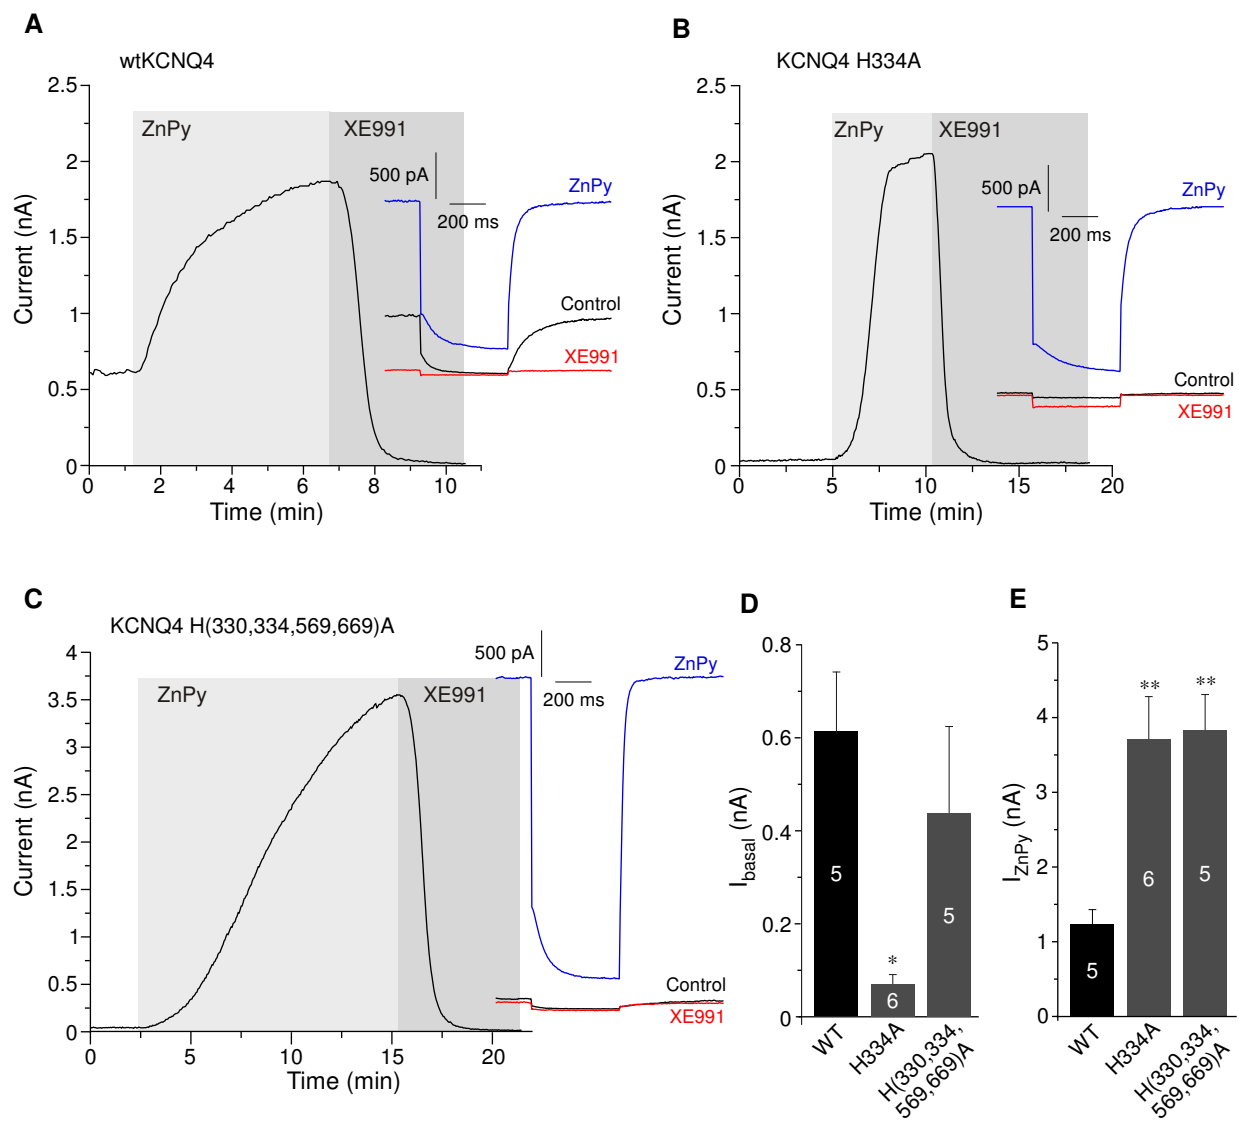 A
wtKCNQ4
2.5
2
1.5
1
0.5
0
Current (nA)
ZnPy
XE991
500 pA
200 ms
ZnPy
Control
XE991
0
2
4
6
8
10
Time (min)
B
KCNQ4 H334A
2.5
2
1.5
1
0.5
0
Current (nA)
ZnPy
XE991
500 pA
200 ms
ZnPy
Control
XE991
0
5
10
15
20
Time (min)
C
KCNQ4 H(330,334,569,669)A
4
3.5
3
2.5
2
1.5
1
0.5
0
Current (nA)
ZnPy
XE991
500 pA
200 ms
ZnPy
Control
XE991
0
5
10
15
20
Time (min)
D
0.8
0.6
0.4
0.2
0
Ibasal (nA)
5
*
6
5
WT
H334A
H(330,334,
569,669)A
E
5
4
3
2
1
0
IZnPy (nA)
5
**
6
**
5
WT
H334A
H(330,334,
569,669)A